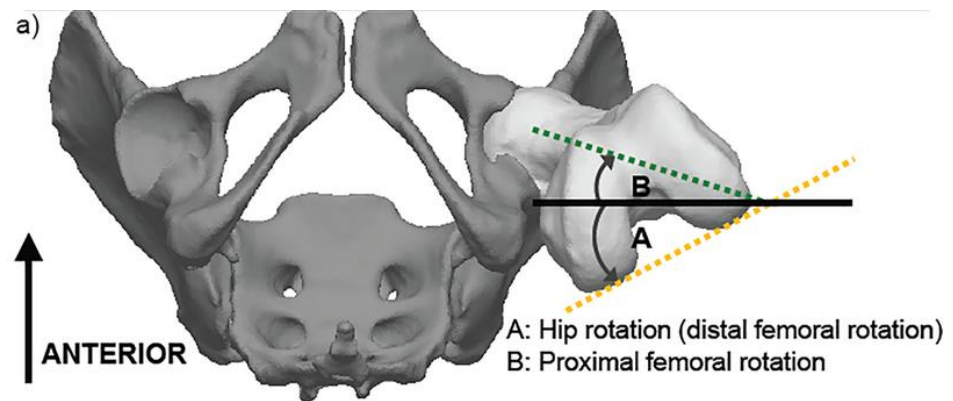 a)
B
A
ANTERIOR
A: Hip rotation (distal femoral rotation)
B: Proximal femoral rotation